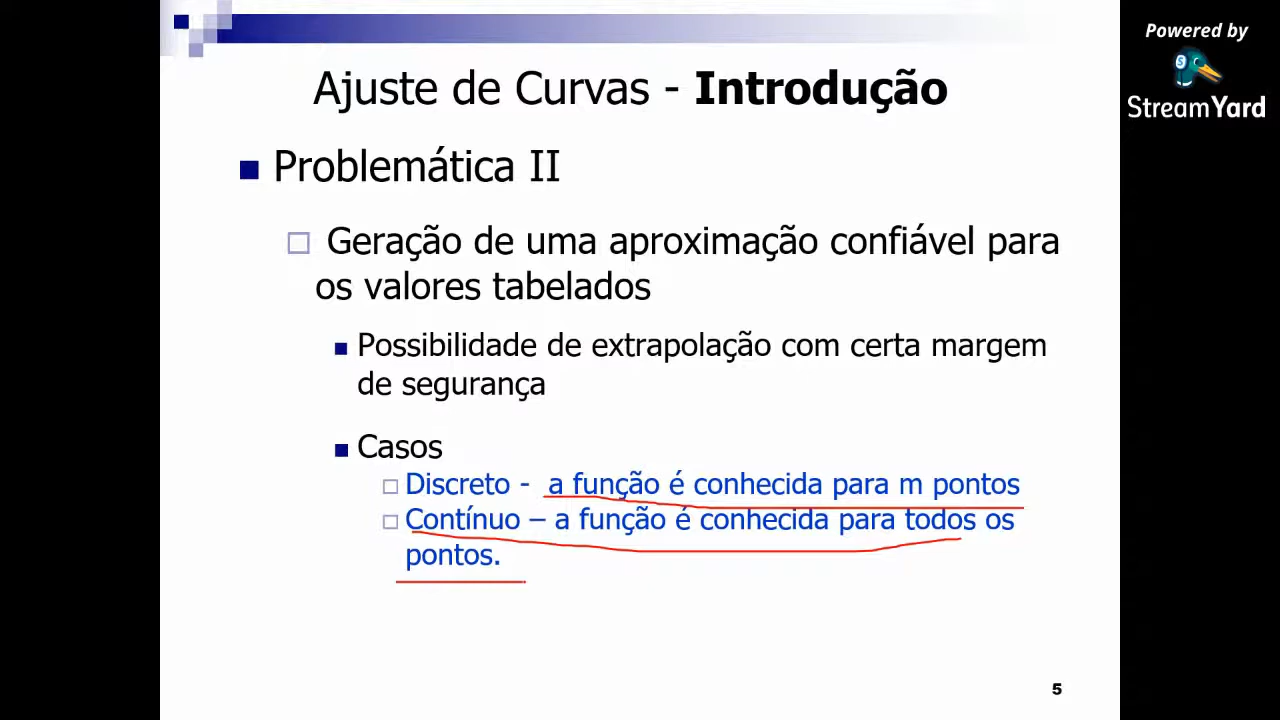 Powered by
StreamYard
Ajuste de Curvas - Introdução
Problemática II
Geração de uma aproximação confiável para
os valores tabelados
Possibilidade de extrapolação com certa margem
de segurança
Casos
Discreto - a função é conhecida para m pontos
Contínuo – a função é conhecida para todos os
pontos.
5